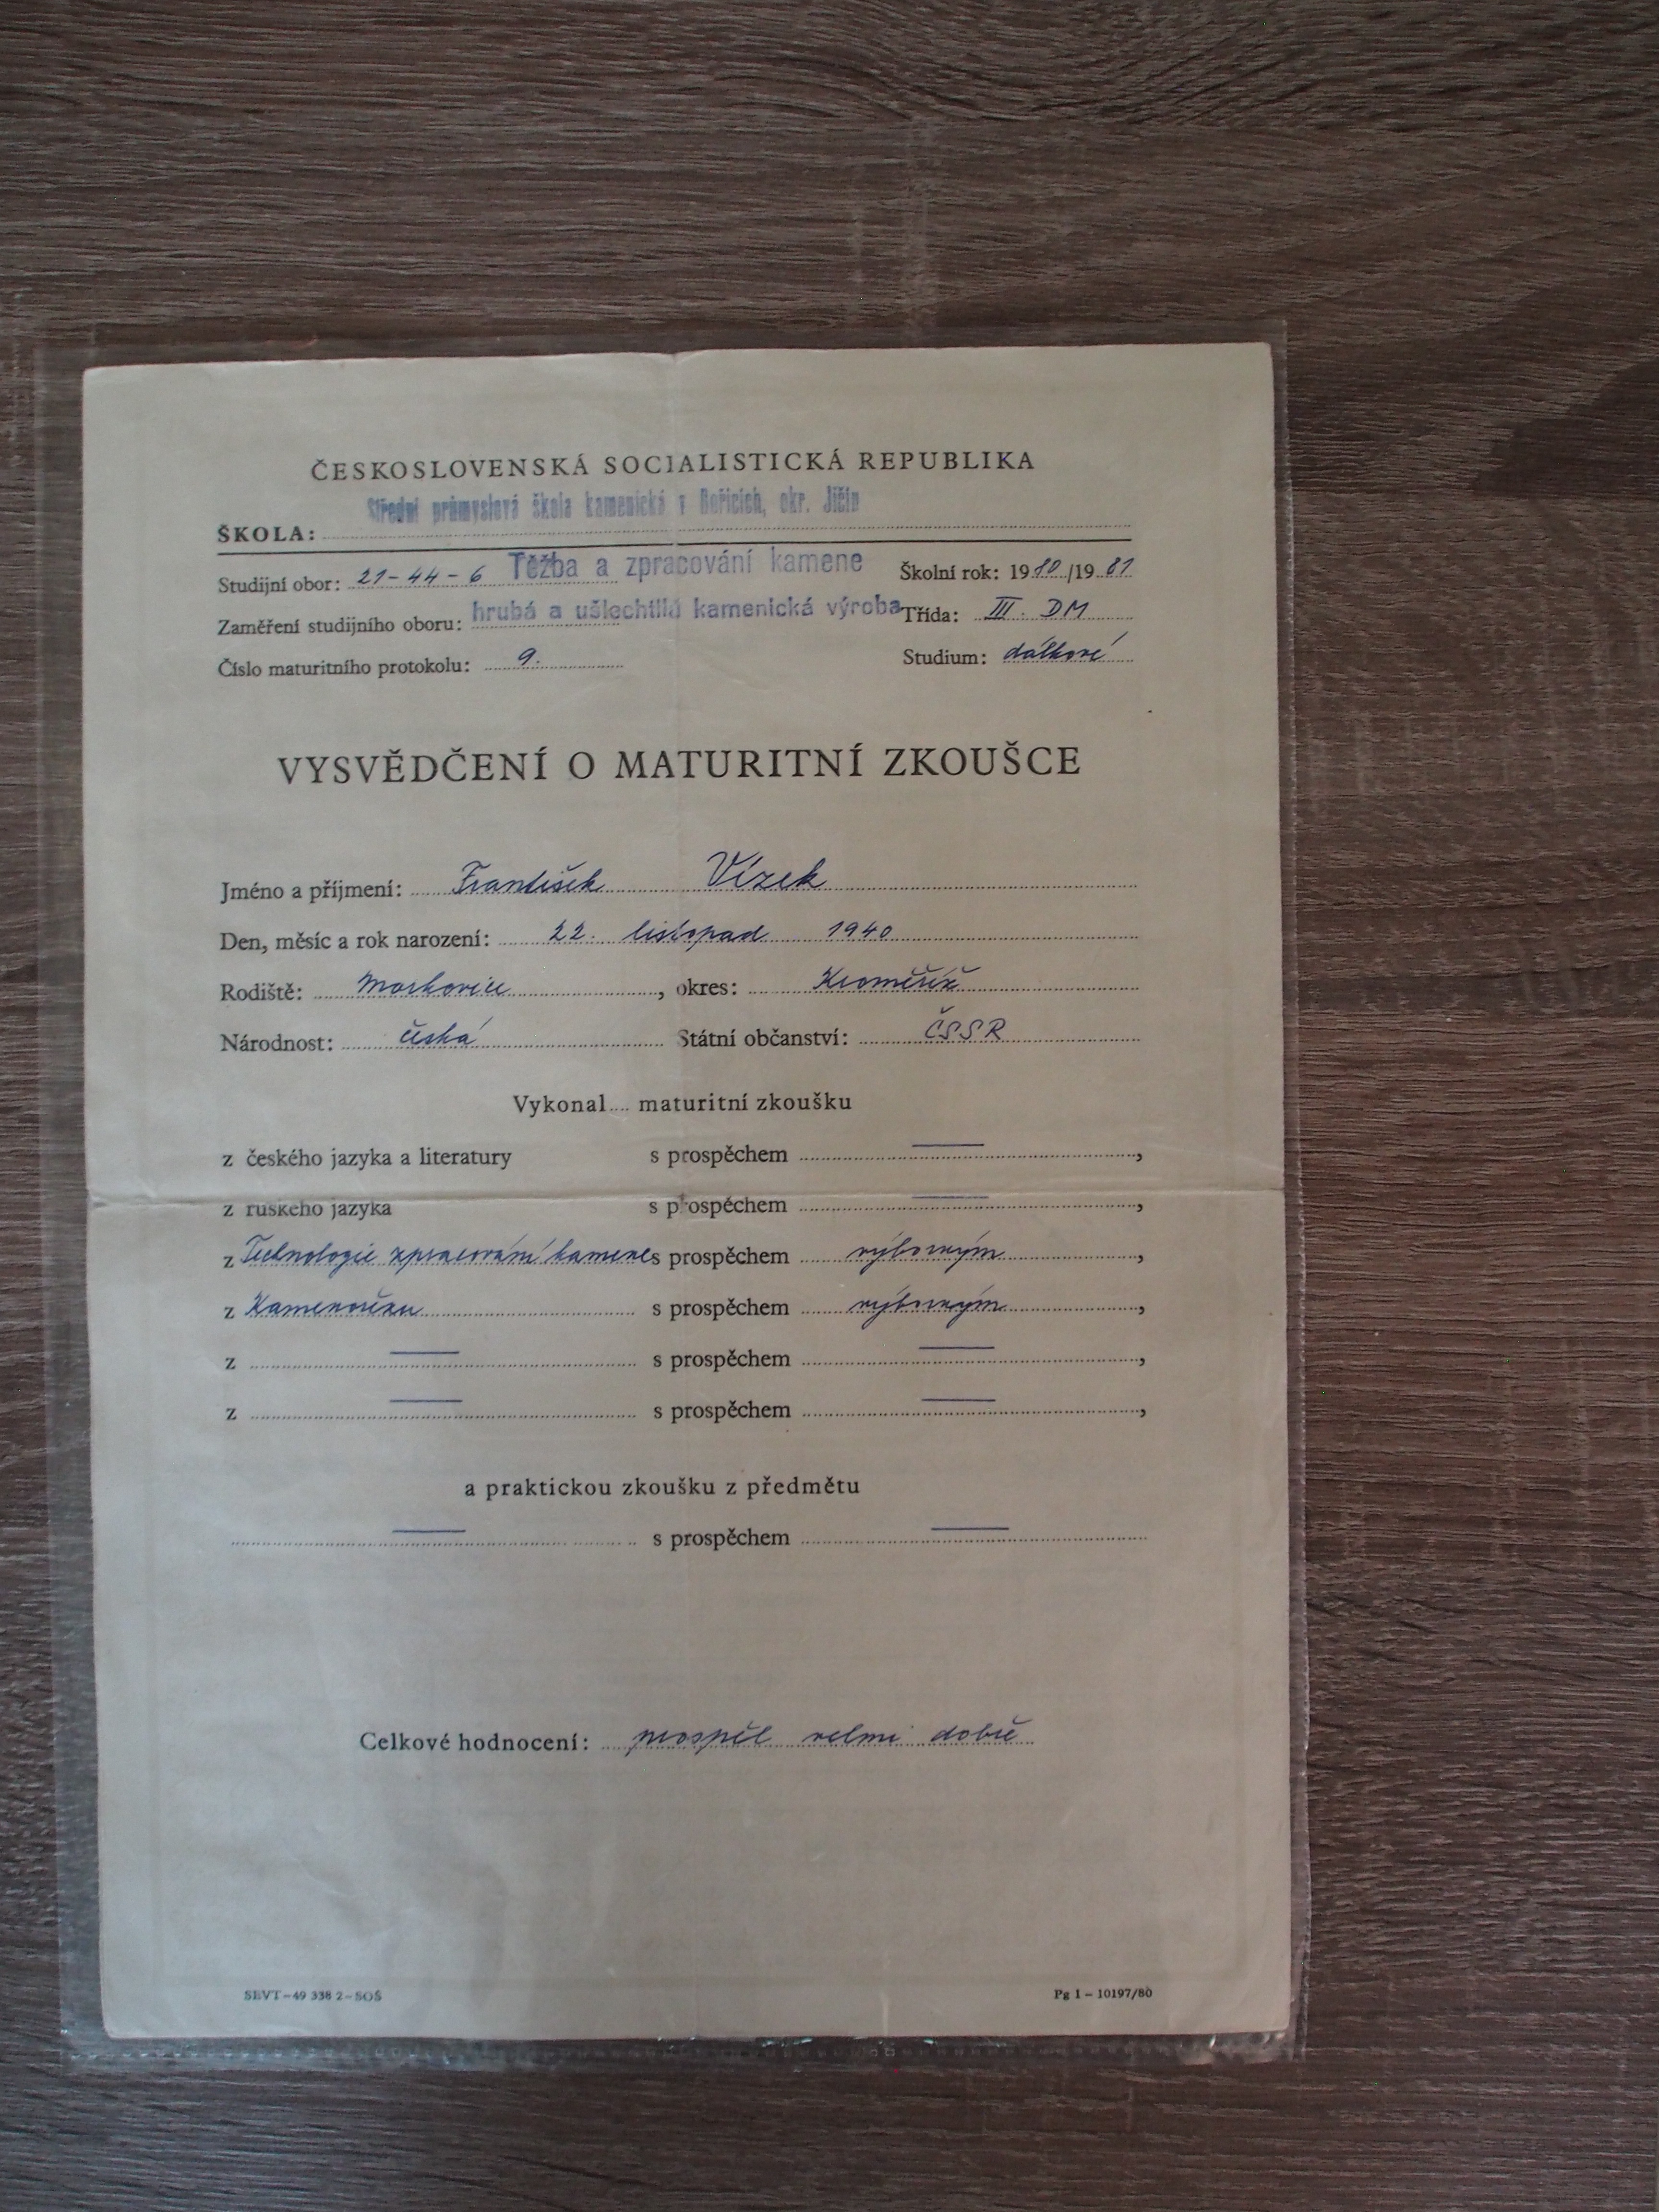 ČESKOSLOVENSKÁ SOCIALISTICKÁ REPUBLIKA
ŠKOLA: Střední průmyslová škola kamenická v Hořicích, okr. Jičín
Studijní obor: 21-44-6 Těžba a zpracování kamene Školní rok: 1980/1981
Zaměření studijního oboru: hrubá a ušlechtilá kamenická výroba Třída: III. DM
Číslo maturitního protokolu: 9. Studium: dálkové
VYSVĚDČENÍ O MATURITNÍ ZKOUŠCE
Jméno a příjmení: František Vízek
Den, měsíc a rok narození: 22. listopad 1940
Rodiště: Morkovice, okres: Kroměříž
Národnost: česká Státní občanství: ČSSR
Vykonal maturitní zkoušku
z českého jazyka a literatury s prospěchem —,
z ruského jazyka s prospěchem —,
z Technologie zpracování kamene s prospěchem výborným,
z Kamenořezu s prospěchem výborným,
z — s prospěchem —,
z — s prospěchem —,
a praktickou zkoušku z předmětu
— s prospěchem —
Celkové hodnocení: prospěl velmi dobře
SEVT-49 338 2-SOŠ Pg 1 - 10197/80